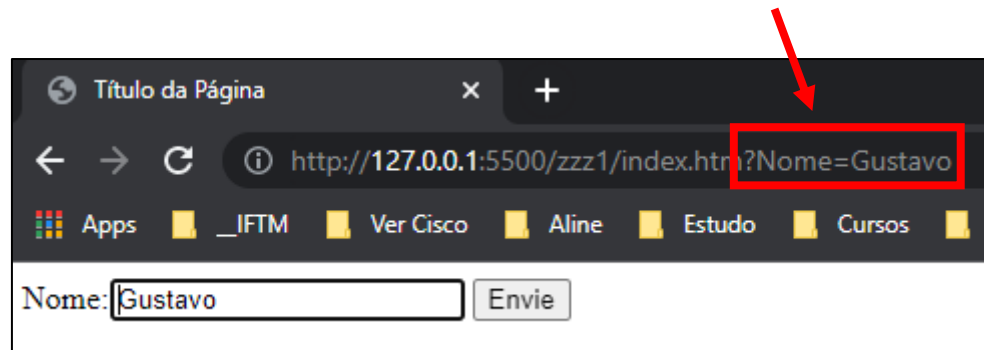 Título da Página
http://127.0.0.1:5500/zzz1/index.htm?Nome=Gustavo
Apps __IFTM Ver Cisco Aline Estudo Cursos
Nome: Gustavo Envie